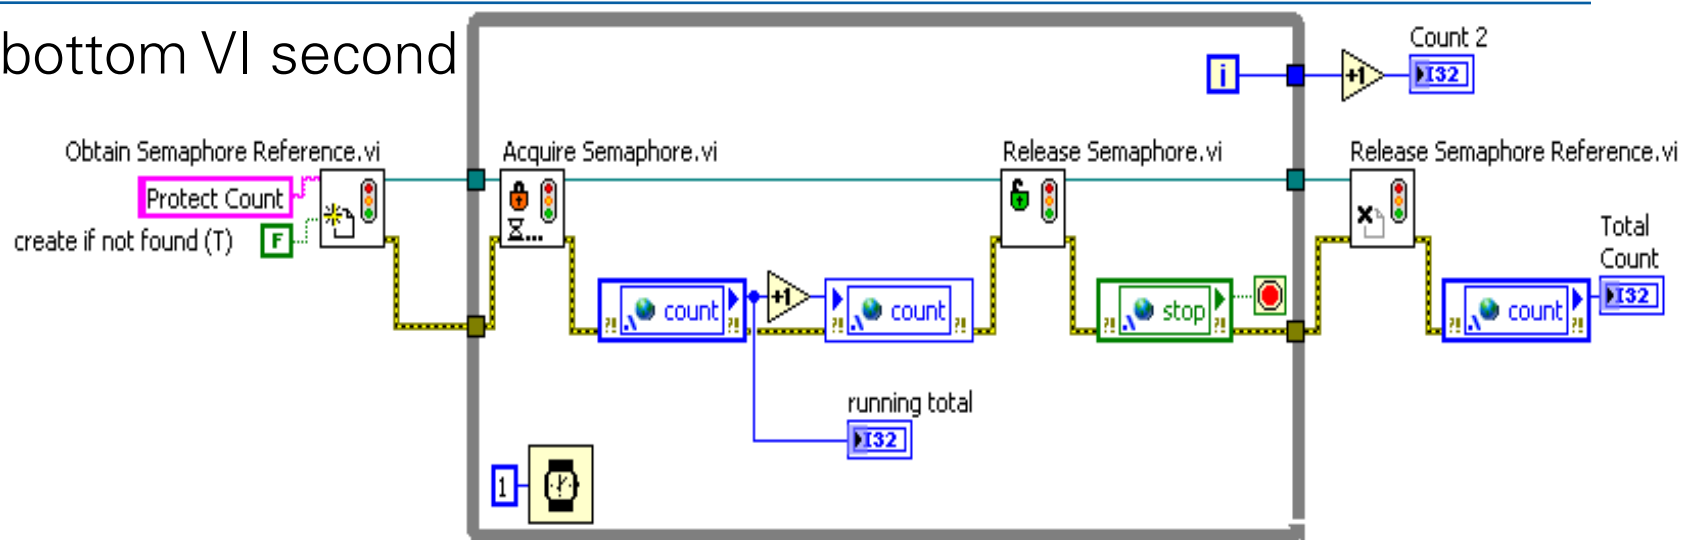 bottom VI second
Count 2
i
+1
I32
Obtain Semaphore Reference.vi
Acquire Semaphore.vi
Release Semaphore.vi
Release Semaphore Reference.vi
Protect Count
create if not found (T)
F
Total
Count
I32
count
+1
count
stop
count
?!
?!
?!
?!
?!
?!
?!
?!
running total
I32
1